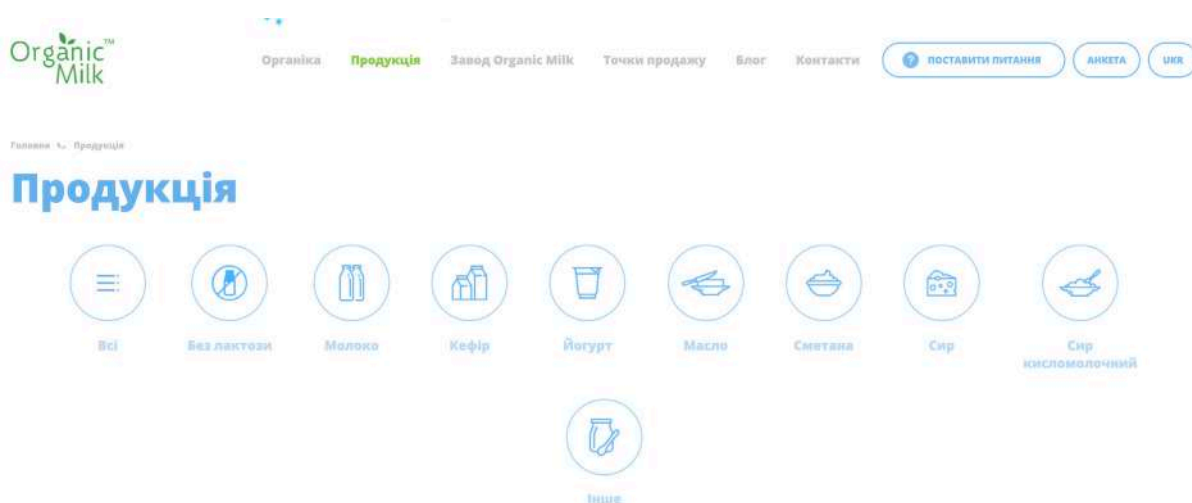 Organic™
Milk
Органіка Продукція Завод Organic Milk Точки продажу Блог Контакти ? ПОСТАВИТИ ПИТАННЯ АНКЕТА UKR
Головна Продукція
Продукція
Всі Без лактози Молоко Кефір Йогурт Масло Сметана Сир Сир
кисломолочний
Інше